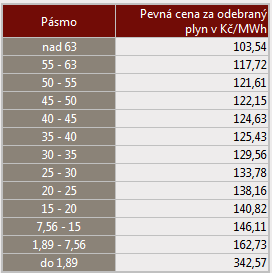 Pásmo Pevná cena za odebraný
plyn v Kč/MWh
nad 63 103,54
55 - 63 117,72
50 - 55 121,61
45 - 50 122,15
40 - 45 124,63
35 - 40 125,43
30 - 35 129,56
25 - 30 133,78
20 - 25 138,16
15 - 20 140,82
7,56 - 15 146,11
1,89 - 7,56 162,73
do 1,89 342,57